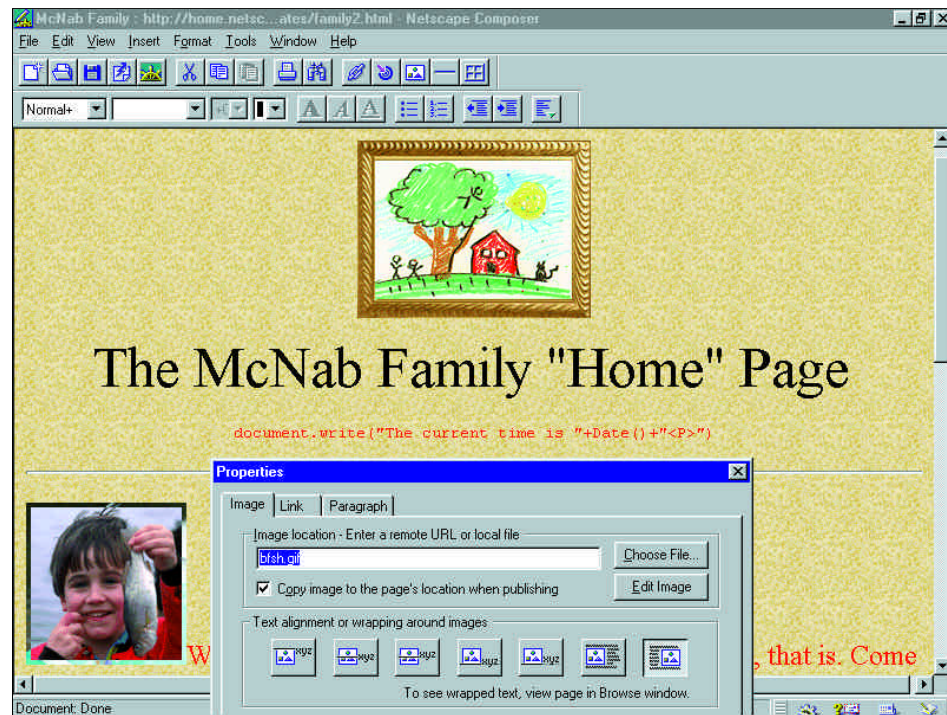 McNab Family : http://home.netsc...ates/family2.html - Netscape Composer
File Edit View Insert Format Tools Window Help
Normal+
A A A
The McNab Family "Home" Page
document.write("The current time is "+Date()+"<P>")
Properties
Image Link Paragraph
Image location - Enter a remote URL or local file
bfsh.gif
Choose File...
Copy image to the page's location when publishing
Edit Image
Text alignment or wrapping around images
xyz xyz xyz xyz xyz
To see wrapped text, view page in Browse window.
W , that is. Come
Document: Done